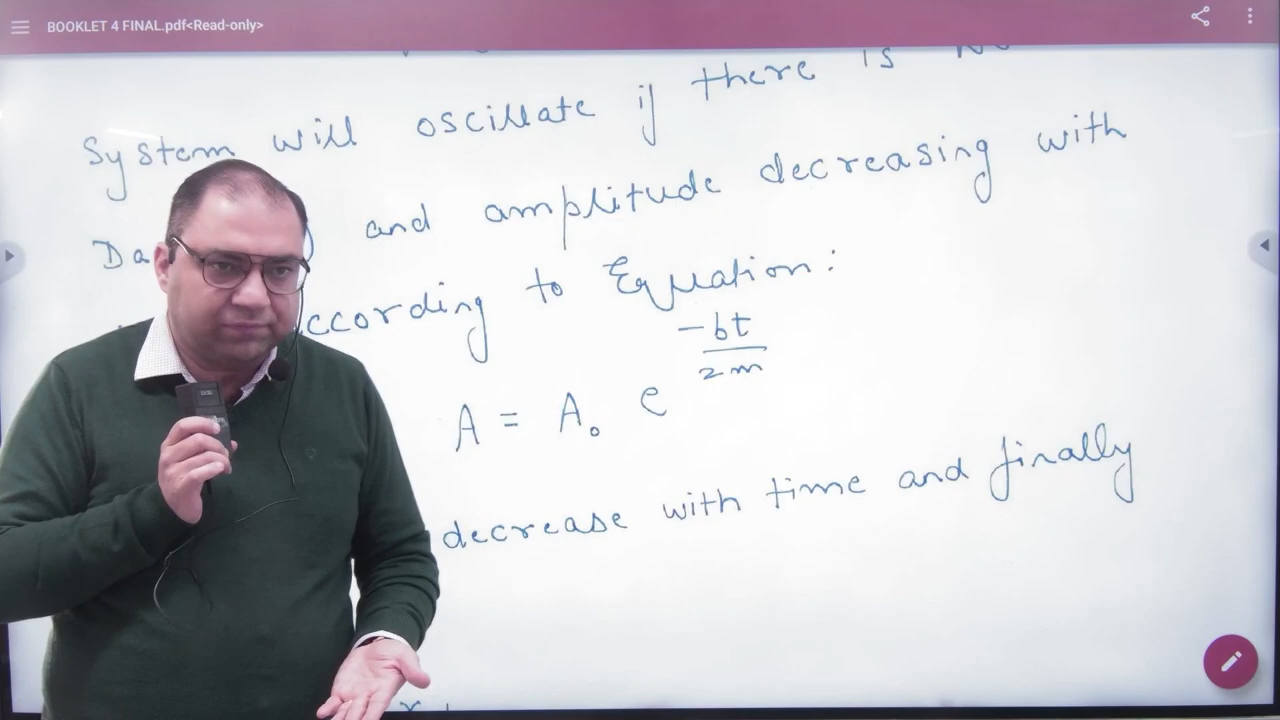 BOOKLET 4 FINAL.pdf<Read-only>
System will oscillate if there is
and amplitude decreasing with
according to Equation:
A = A₀ e^(-bt/2m)
decrease with time and finally